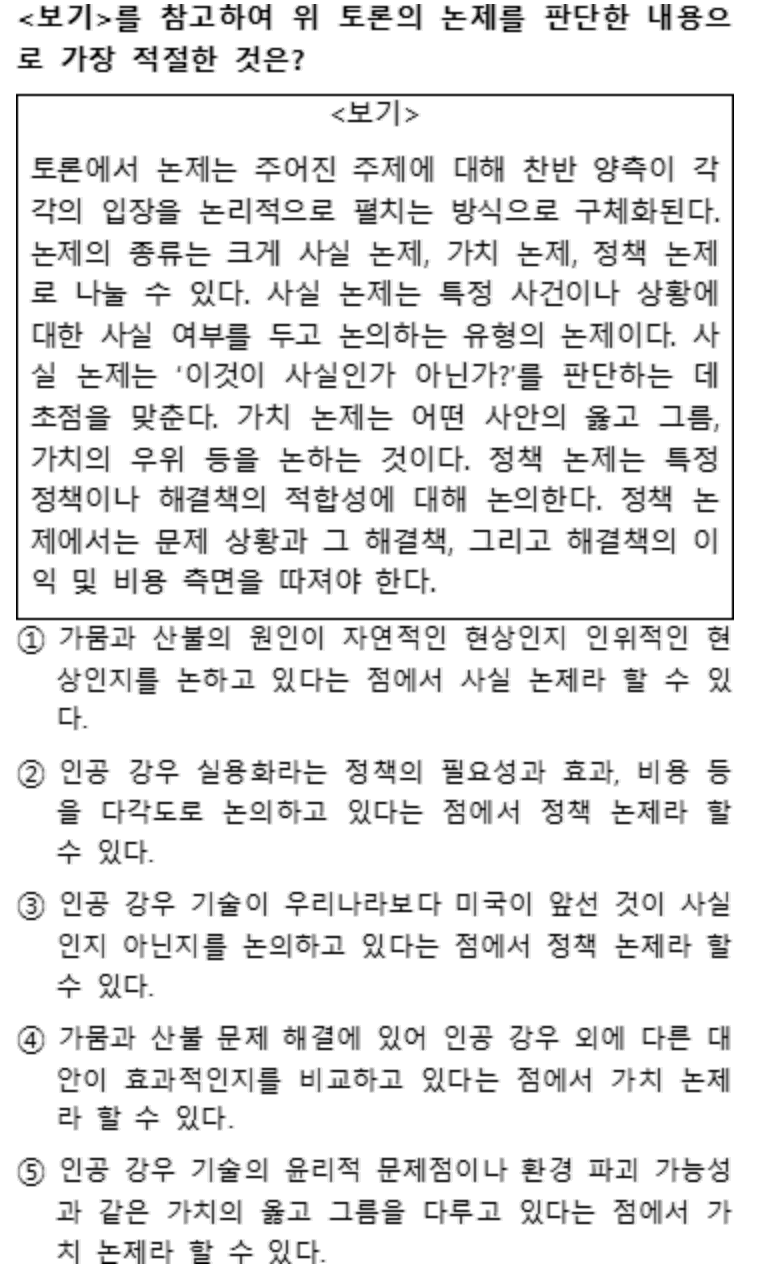 <보기>를 참고하여 위 토론의 논제를 판단한 내용으
로 가장 적절한 것은?
<보기>
토론에서 논제는 주어진 주제에 대해 찬반 양측이 각
각의 입장을 논리적으로 펼치는 방식으로 구체화된다.
논제의 종류는 크게 사실 논제, 가치 논제, 정책 논제
로 나눌 수 있다. 사실 논제는 특정 사건이나 상황에
대한 사실 여부를 두고 논의하는 유형의 논제이다. 사
실 논제는 ‘이것이 사실인가 아닌가?’를 판단하는 데
초점을 맞춘다. 가치 논제는 어떤 사안의 옳고 그름,
가치의 우위 등을 논하는 것이다. 정책 논제는 특정
정책이나 해결책의 적합성에 대해 논의한다. 정책 논
제에서는 문제 상황과 그 해결책, 그리고 해결책의 이
익 및 비용 측면을 따져야 한다.
① 가뭄과 산불의 원인이 자연적인 현상인지 인위적인 현
상인지를 논하고 있다는 점에서 사실 논제라 할 수 있
다.
② 인공 강우 실용화라는 정책의 필요성과 효과, 비용 등
을 다각도로 논의하고 있다는 점에서 정책 논제라 할
수 있다.
③ 인공 강우 기술이 우리나라보다 미국이 앞선 것이 사실
인지 아닌지를 논의하고 있다는 점에서 정책 논제라 할
수 있다.
④ 가뭄과 산불 문제 해결에 있어 인공 강우 외에 다른 대
안이 효과적인지를 비교하고 있다는 점에서 가치 논제
라 할 수 있다.
⑤ 인공 강우 기술의 윤리적 문제점이나 환경 파괴 가능성
과 같은 가치의 옳고 그름을 다루고 있다는 점에서 가
치 논제라 할 수 있다.